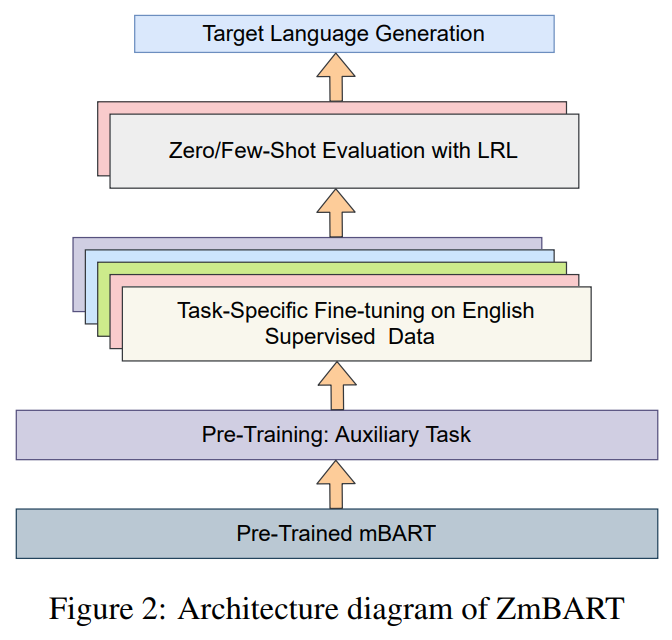 Target Language Generation
Zero/Few-Shot Evaluation with LRL
Task-Specific Fine-tuning on English
Supervised Data
Pre-Training: Auxiliary Task
Pre-Trained mBART
Figure 2: Architecture diagram of ZmBART